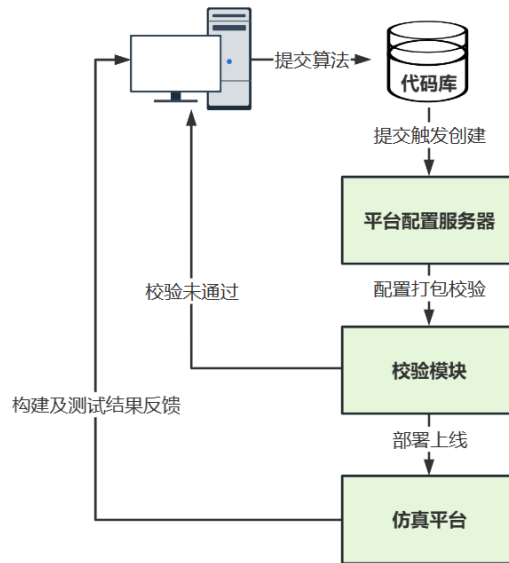 提交算法
代码库
提交触发创建
平台配置服务器
配置打包校验
校验未通过
校验模块
构建及测试结果反馈
部署上线
仿真平台